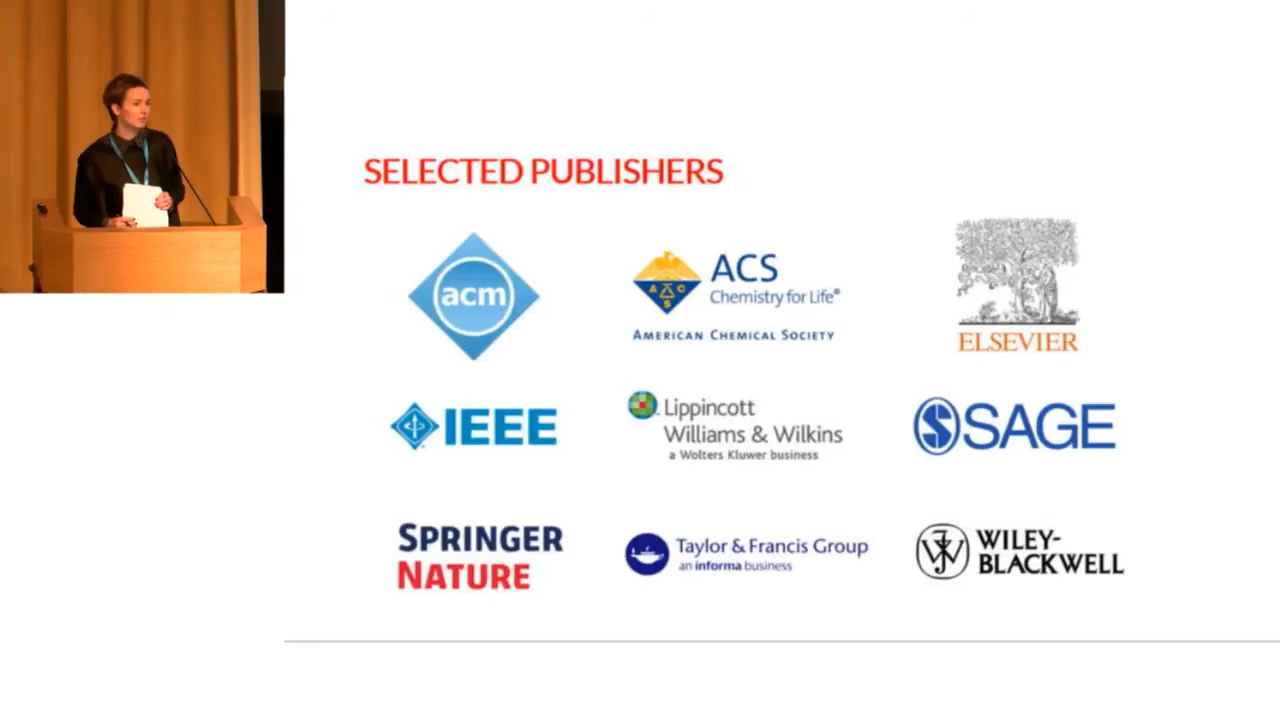 SELECTED PUBLISHERS
acm
A C S
ACS
Chemistry for Life®
AMERICAN CHEMICAL SOCIETY
ELSEVIER
IEEE
Lippincott
Williams & Wilkins
a Wolters Kluwer business
SAGE
SPRINGER
NATURE
Taylor & Francis Group
an informa business
WILEY-
BLACKWELL